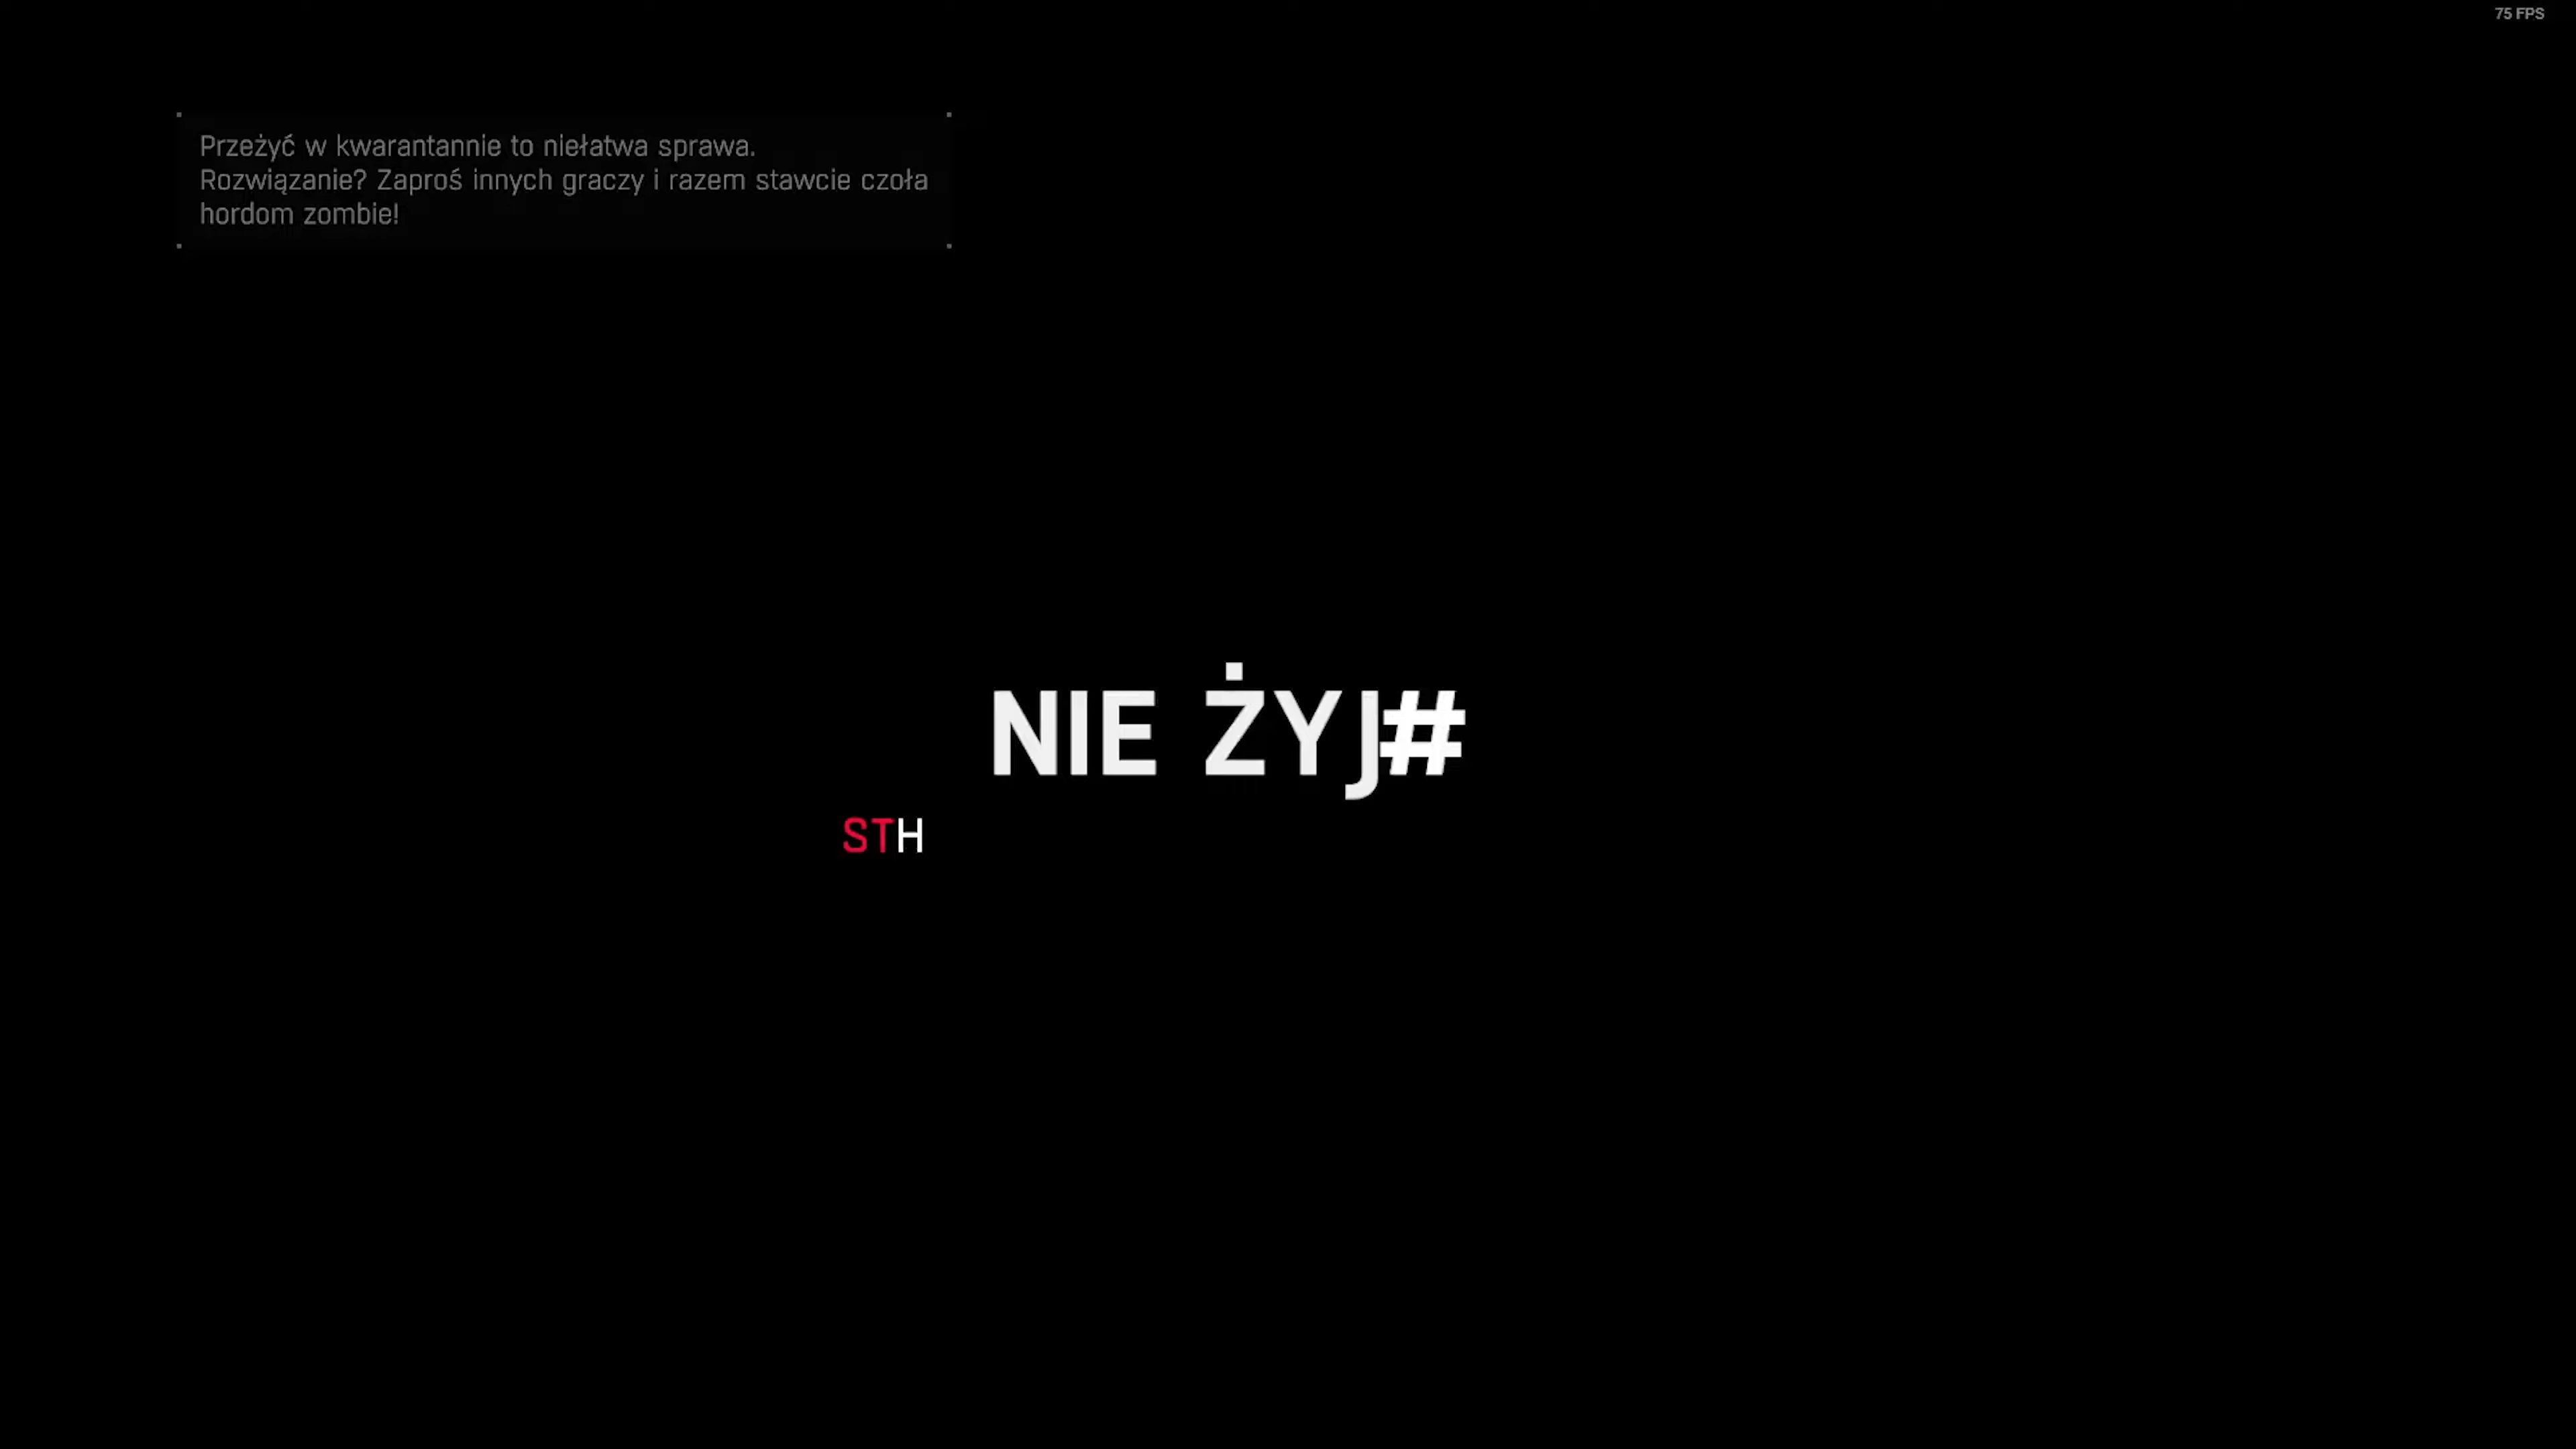 75 FPS
Przeżyć w kwarantannie to niełatwa sprawa.
Rozwiązanie? Zaproś innych graczy i razem stawcie czoła
hordom zombie!
NIE ŻYJ#
STH